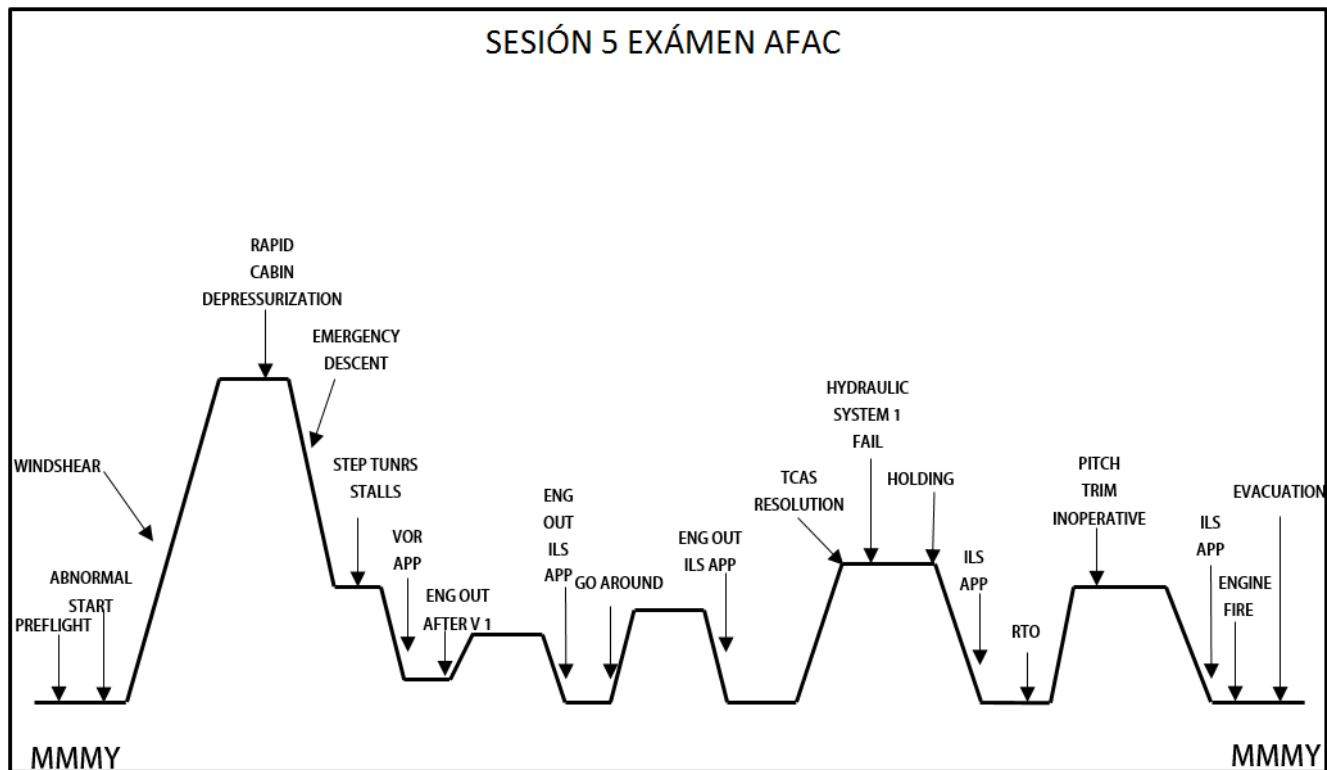 SESIÓN 5 EXÁMEN AFAC
RAPID
CABIN
DEPRESSURIZATION
EMERGENCY
DESCENT
WINDSHEAR
PREFLIGHT
ABNORMAL
START
STEP TUNRS
STALLS
VOR
APP
ENG OUT
AFTER V 1
ENG
OUT
ILS
APP
GO AROUND
ENG OUT
ILS APP
TCAS
RESOLUTION
HYDRAULIC
SYSTEM 1
FAIL
HOLDING
ILS
APP
RTO
PITCH
TRIM
INOPERATIVE
ILS
APP
ENGINE
FIRE
EVACUATION
MMMY
MMMY